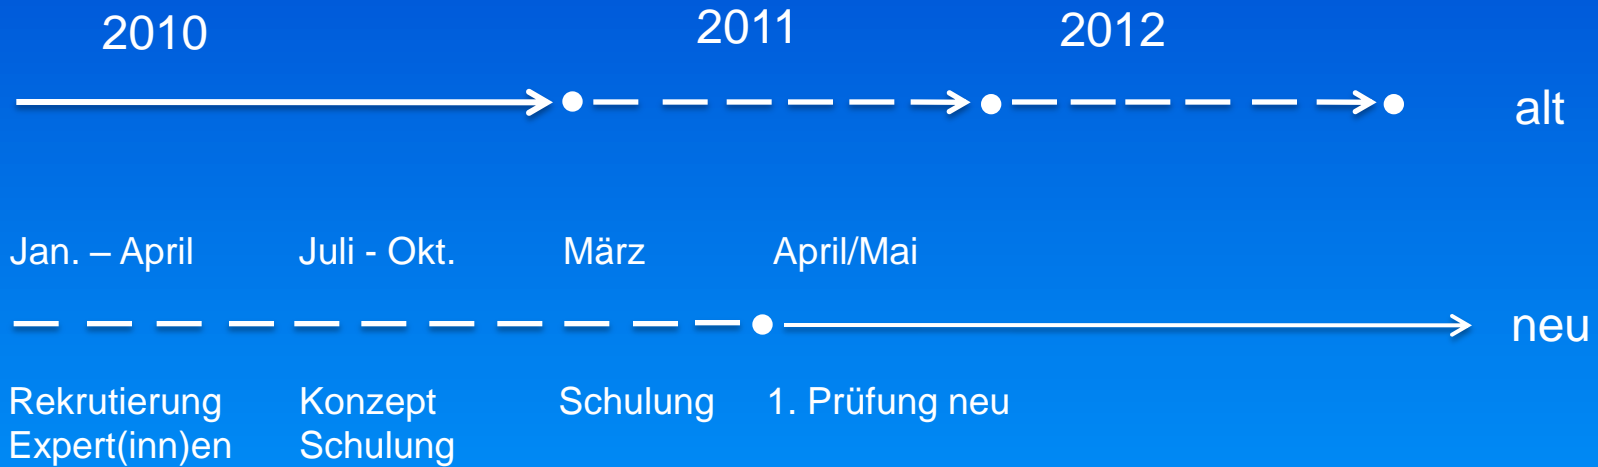 2010 2011 2012
alt
Jan. – April Juli - Okt. März April/Mai
neu
Rekrutierung Konzept Schulung 1. Prüfung neu
Expert(inn)en Schulung